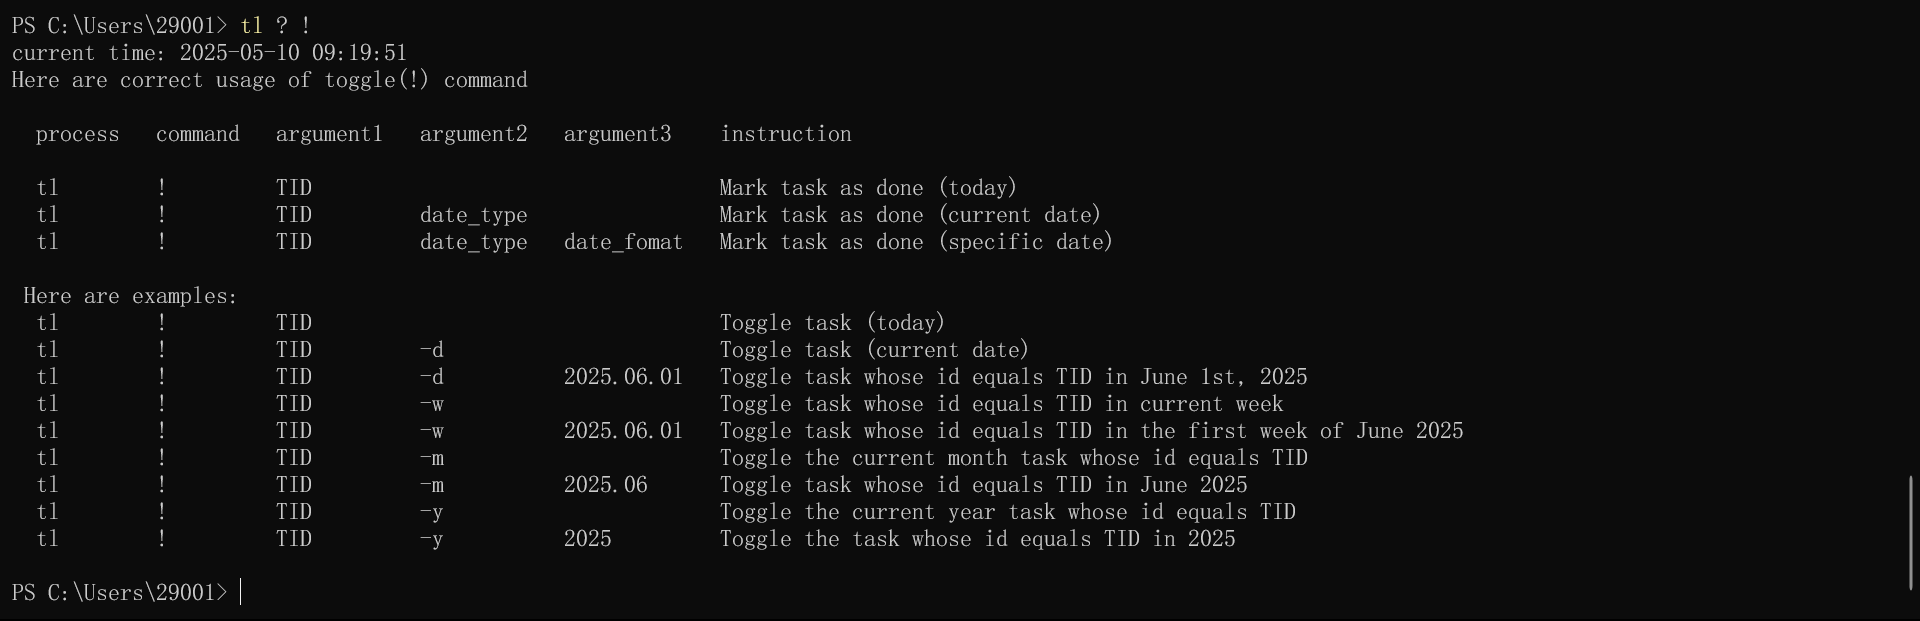 PS C:\Users\29001> tl ? !
current time: 2025-05-10 09:19:51
Here are correct usage of toggle(!) command
process command argument1 argument2 argument3 instruction
tl ! TID Mark task as done (today)
tl ! TID date_type Mark task as done (current date)
tl ! TID date_type date_fomat Mark task as done (specific date)
Here are examples:
tl ! TID Toggle task (today)
tl ! TID -d Toggle task (current date)
tl ! TID -d 2025.06.01 Toggle task whose id equals TID in June 1st, 2025
tl ! TID -w Toggle task whose id equals TID in current week
tl ! TID -w 2025.06.01 Toggle task whose id equals TID in the first week of June 2025
tl ! TID -m Toggle the current month task whose id equals TID
tl ! TID -m 2025.06 Toggle task whose id equals TID in June 2025
tl ! TID -y Toggle the current year task whose id equals TID
tl ! TID -y 2025 Toggle the task whose id equals TID in 2025
PS C:\Users\29001>